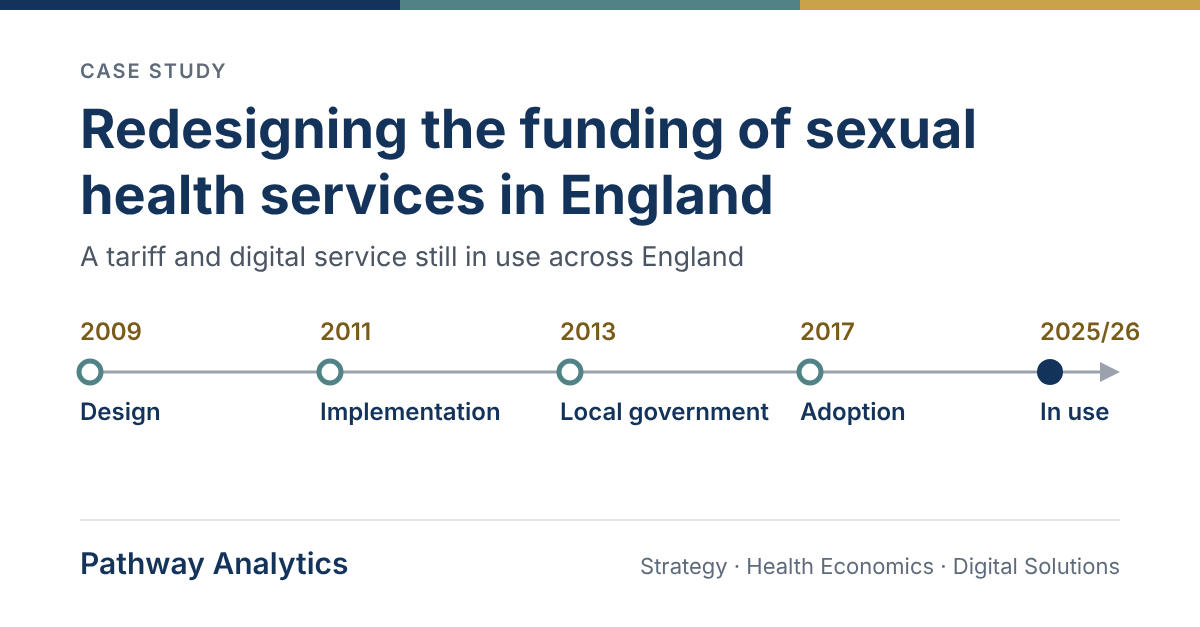 CASE STUDY
Redesigning the funding of sexual
health services in England
A tariff and digital service still in use across England
2009 2011 2013 2017 2025/26
Design Implementation Local government Adoption In use
Pathway Analytics
Strategy · Health Economics · Digital Solutions